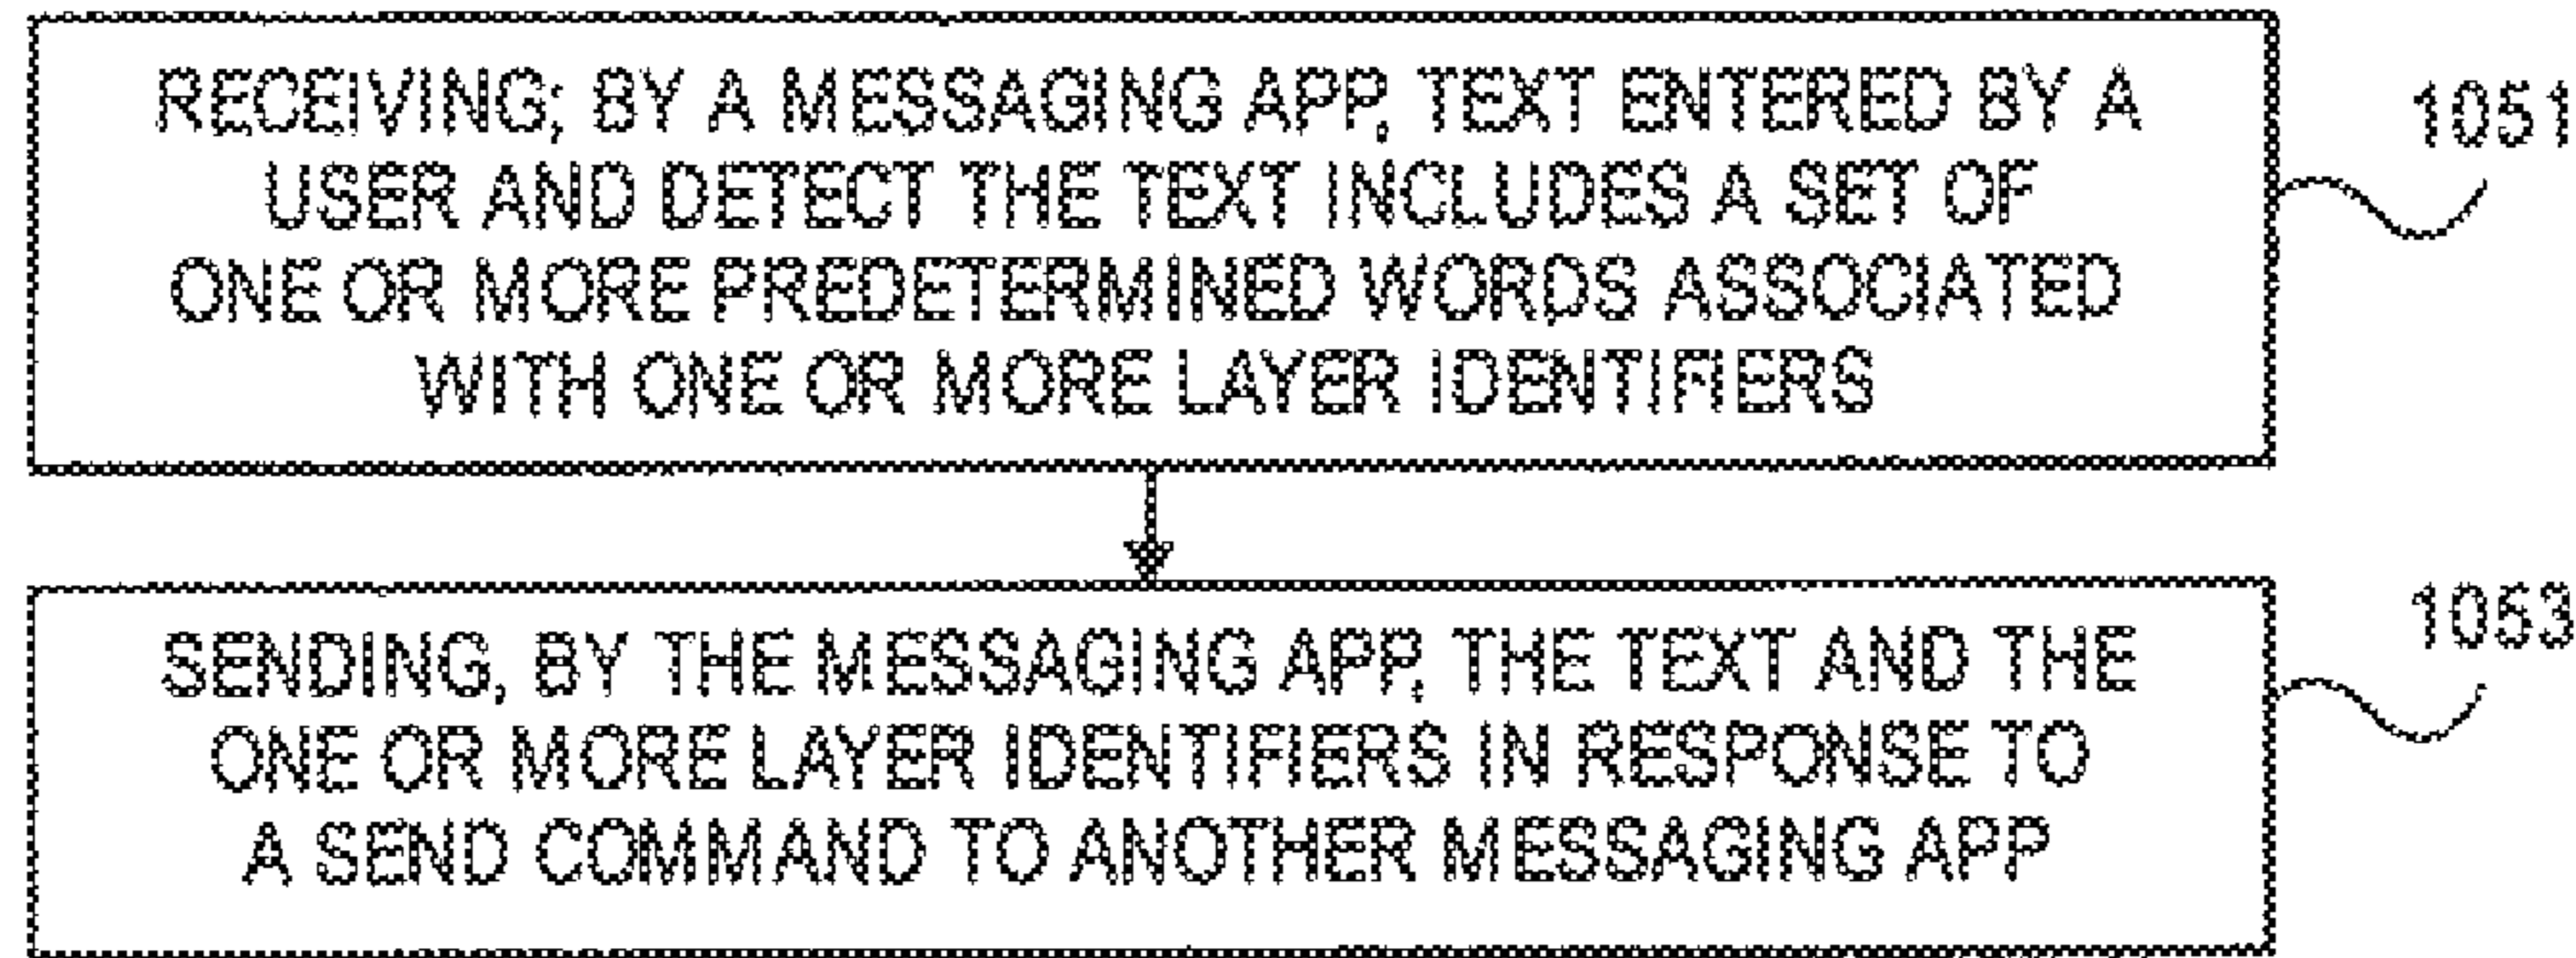 RECEIVING; BY A MESSAGING APP, TEXT ENTERED BY A
USER AND DETECT THE TEXT INCLUDES A SET OF
ONE OR MORE PREDETERMINED WORDS ASSOCIATED
WITH ONE OR MORE LAYER IDENTIFIERS
1051
SENDING, BY THE MESSAGING APP, THE TEXT AND THE
ONE OR MORE LAYER IDENTIFIERS IN RESPONSE TO
A SEND COMMAND TO ANOTHER MESSAGING APP
1053